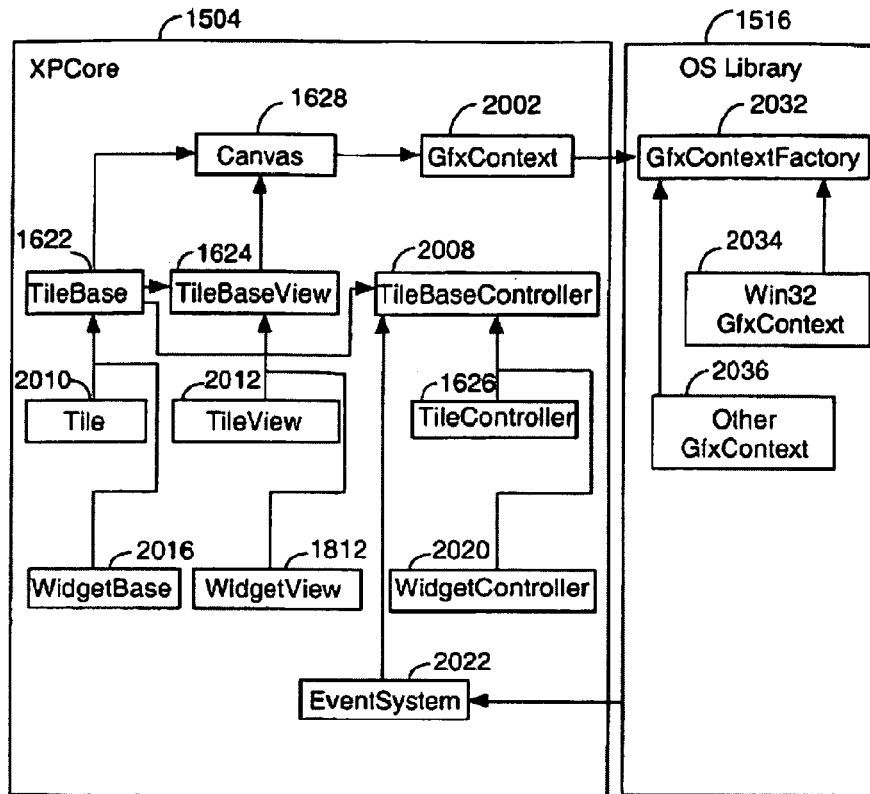 1504
1516
XPCore
OS Library
1628
2002
2032
Canvas
GfxContext
GfxContextFactory
1622
1624
2008
2034
TileBase
TileBaseView
TileBaseController
Win32
GfxContext
2010
2012
1626
2036
Tile
TileView
TileController
Other
GfxContext
2016
1812
2020
WidgetBase
WidgetView
WidgetController
2022
EventSystem